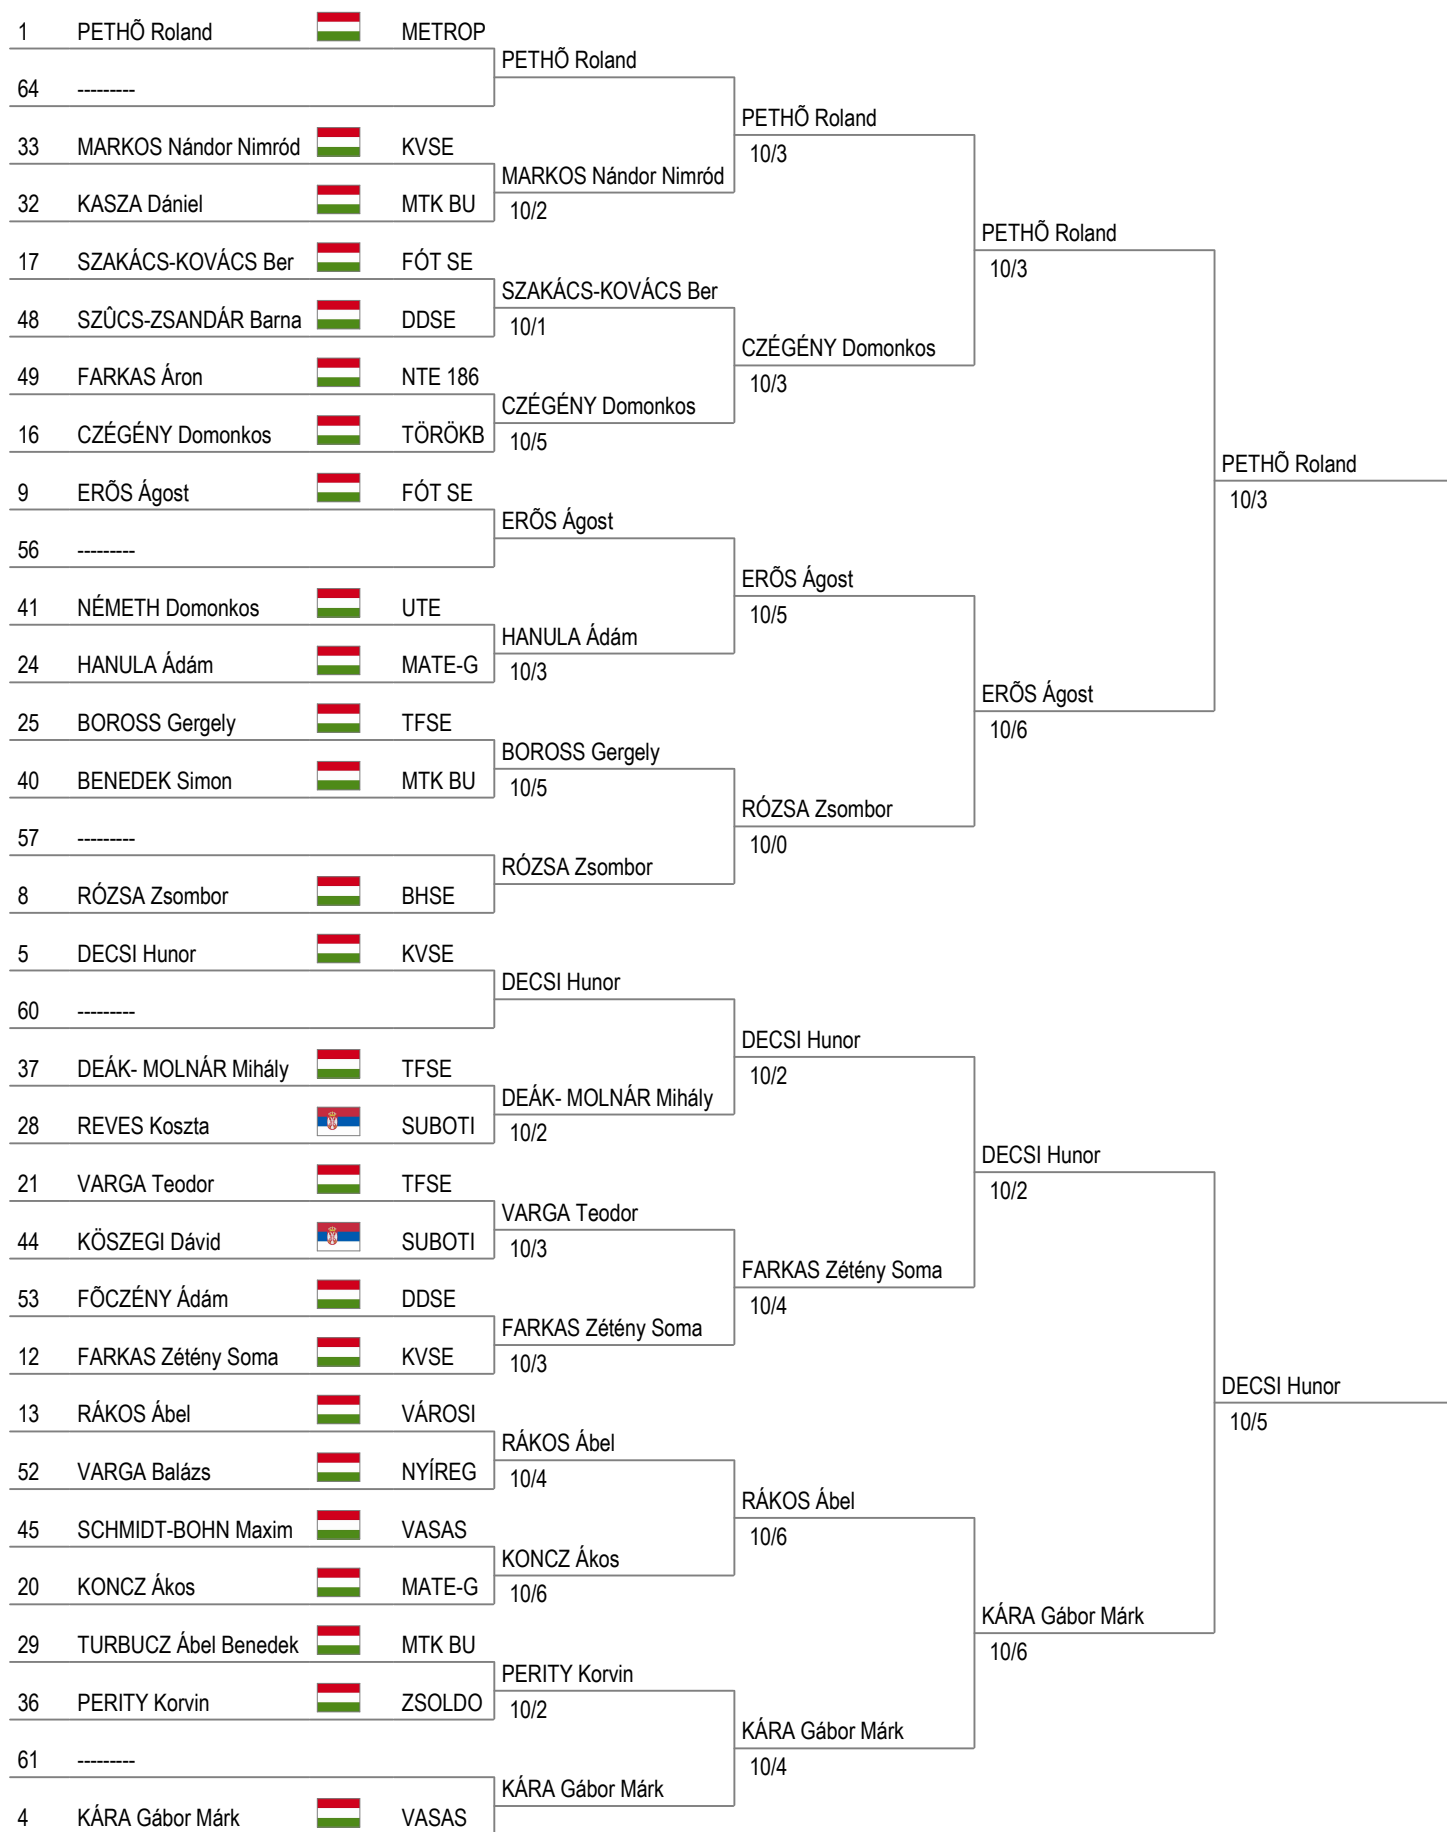 1 PETHÕ Roland METROP
PETHÕ Roland
64 ---------
PETHÕ Roland
10/3
33 MARKOS Nándor Nimród KVSE
MARKOS Nándor Nimród
10/2
32 KASZA Dániel MTK BU
PETHÕ Roland
10/3
17 SZAKÁCS-KOVÁCS Ber FÓT SE
SZAKÁCS-KOVÁCS Ber
10/1
48 SZÛCS-ZSANDÁR Barna DDSE
CZÉGÉNY Domonkos
10/3
49 FARKAS Áron NTE 186
CZÉGÉNY Domonkos
10/5
16 CZÉGÉNY Domonkos TÖRÖKB
PETHÕ Roland
10/3
9 ERÕS Ágost FÓT SE
ERÕS Ágost
56 ---------
ERÕS Ágost
10/5
41 NÉMETH Domonkos UTE
HANULA Ádám
10/3
24 HANULA Ádám MATE-G
ERÕS Ágost
10/6
25 BOROSS Gergely TFSE
BOROSS Gergely
10/5
40 BENEDEK Simon MTK BU
RÓZSA Zsombor
10/0
57 ---------
RÓZSA Zsombor
8 RÓZSA Zsombor BHSE
5 DECSI Hunor KVSE
DECSI Hunor
60 ---------
DECSI Hunor
10/2
37 DEÁK- MOLNÁR Mihály TFSE
DEÁK- MOLNÁR Mihály
10/2
28 REVES Koszta SUBOTI
DECSI Hunor
10/2
21 VARGA Teodor TFSE
VARGA Teodor
10/3
44 KÖSZEGI Dávid SUBOTI
FARKAS Zétény Soma
10/4
53 FÕCZÉNY Ádám DDSE
FARKAS Zétény Soma
10/3
12 FARKAS Zétény Soma KVSE
DECSI Hunor
10/5
13 RÁKOS Ábel VÁROSI
RÁKOS Ábel
10/4
52 VARGA Balázs NYÍREG
RÁKOS Ábel
10/6
45 SCHMIDT-BOHN Maxim VASAS
KONCZ Ákos
10/6
20 KONCZ Ákos MATE-G
KÁRA Gábor Márk
10/6
29 TURBUCZ Ábel Benedek MTK BU
PERITY Korvin
10/2
36 PERITY Korvin ZSOLDO
KÁRA Gábor Márk
10/4
61 ---------
KÁRA Gábor Márk
4 KÁRA Gábor Márk VASAS